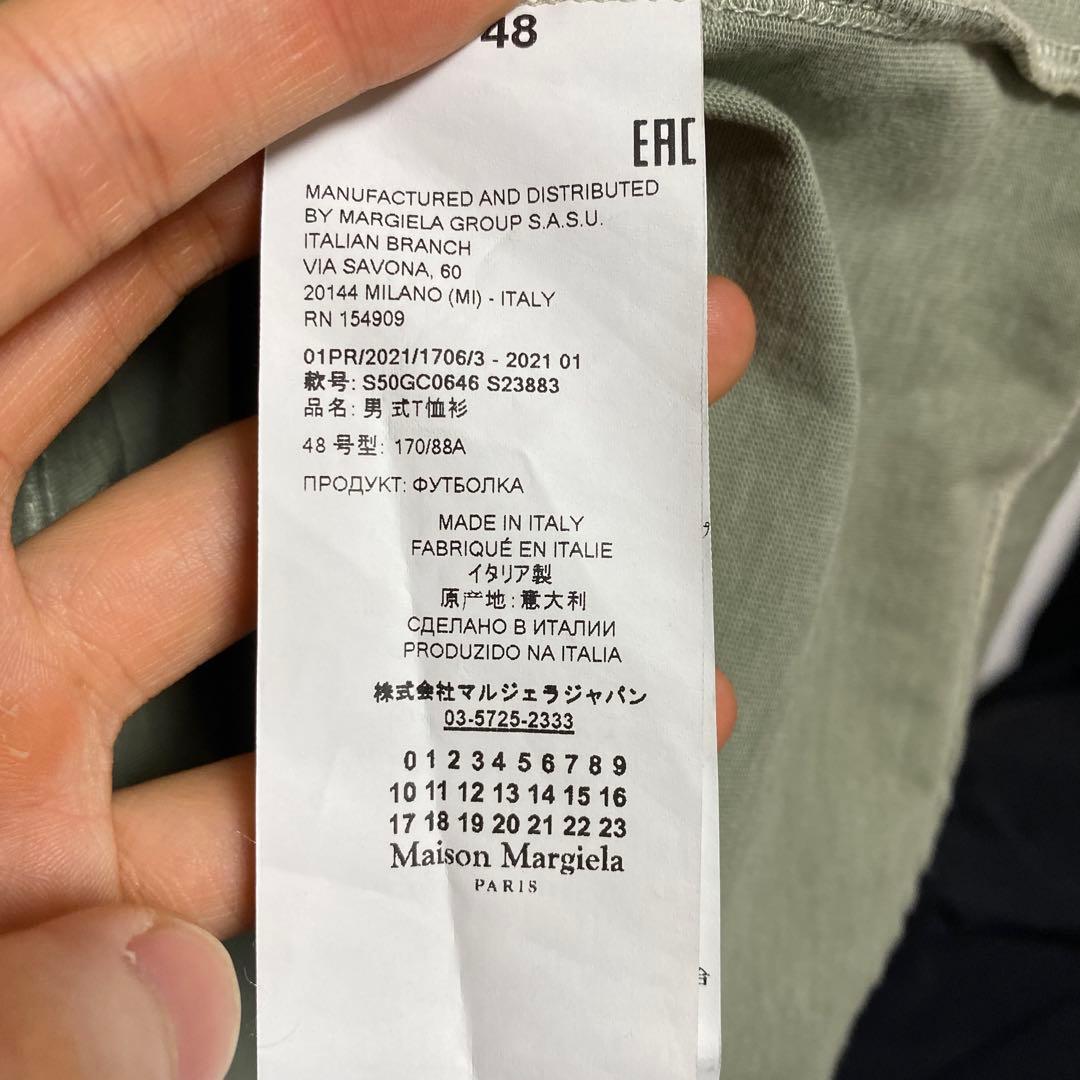 48
EAC
MANUFACTURED AND DISTRIBUTED
BY MARGIELA GROUP S.A.S.U.
ITALIAN BRANCH
VIA SAVONA, 60
20144 MILANO (MI) - ITALY
RN 154909
01PR/2021/1706/3 - 2021 01
款号: S50GC0646 S23883
品名: 男式T恤衫
48 号型: 170/88A
ПРОДУКТ: ФУТБОЛКА
MADE IN ITALY
FABRIQUÉ EN ITALIE
イタリア製
原产地: 意大利
СДЕЛАНО В ИТАЛИИ
PRODUZIDO NA ITALIA
株式会社マルジェラジャパン
03-5725-2333
0 1 2 3 4 5 6 7 8 9
10 11 12 13 14 15 16
17 18 19 20 21 22 23
Maison Margiela
PARIS